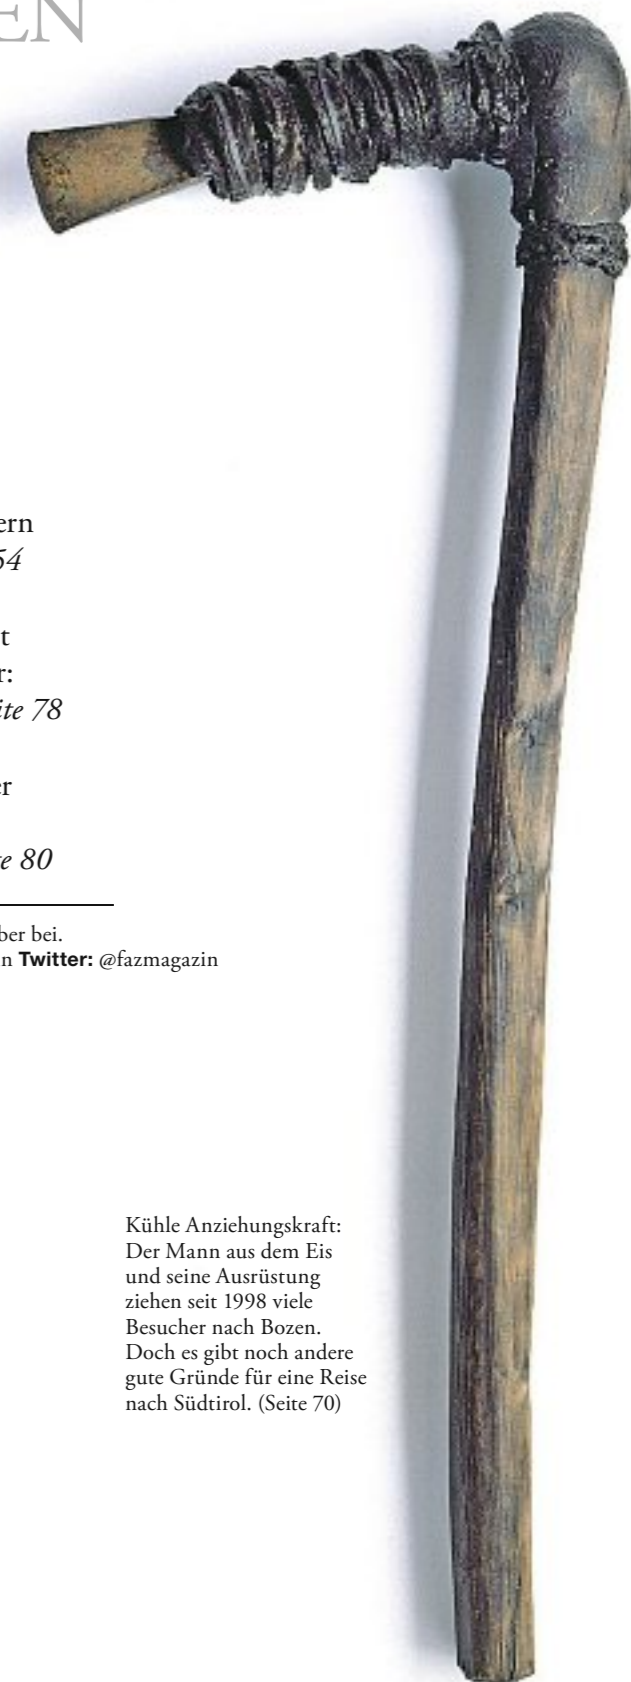 EN
ern
54
t
r:
ite 78
er
e 80
ber bei.
n Twitter: @fazmagazin
Kühle Anziehungskraft:
Der Mann aus dem Eis
und seine Ausrüstung
ziehen seit 1998 viele
Besucher nach Bozen.
Doch es gibt noch andere
gute Gründe für eine Reise
nach Südtirol. (Seite 70)